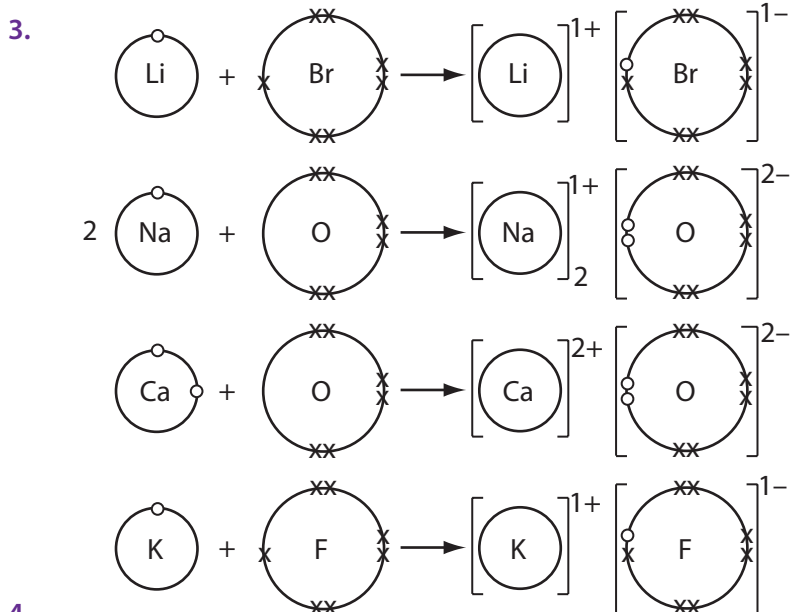 3.
Li + Br Li 1+ Br 1–
2 Na + O Na 1+ 2 O 2–
Ca + O Ca 2+ O 2–
K + F K 1+ F 1–
4.